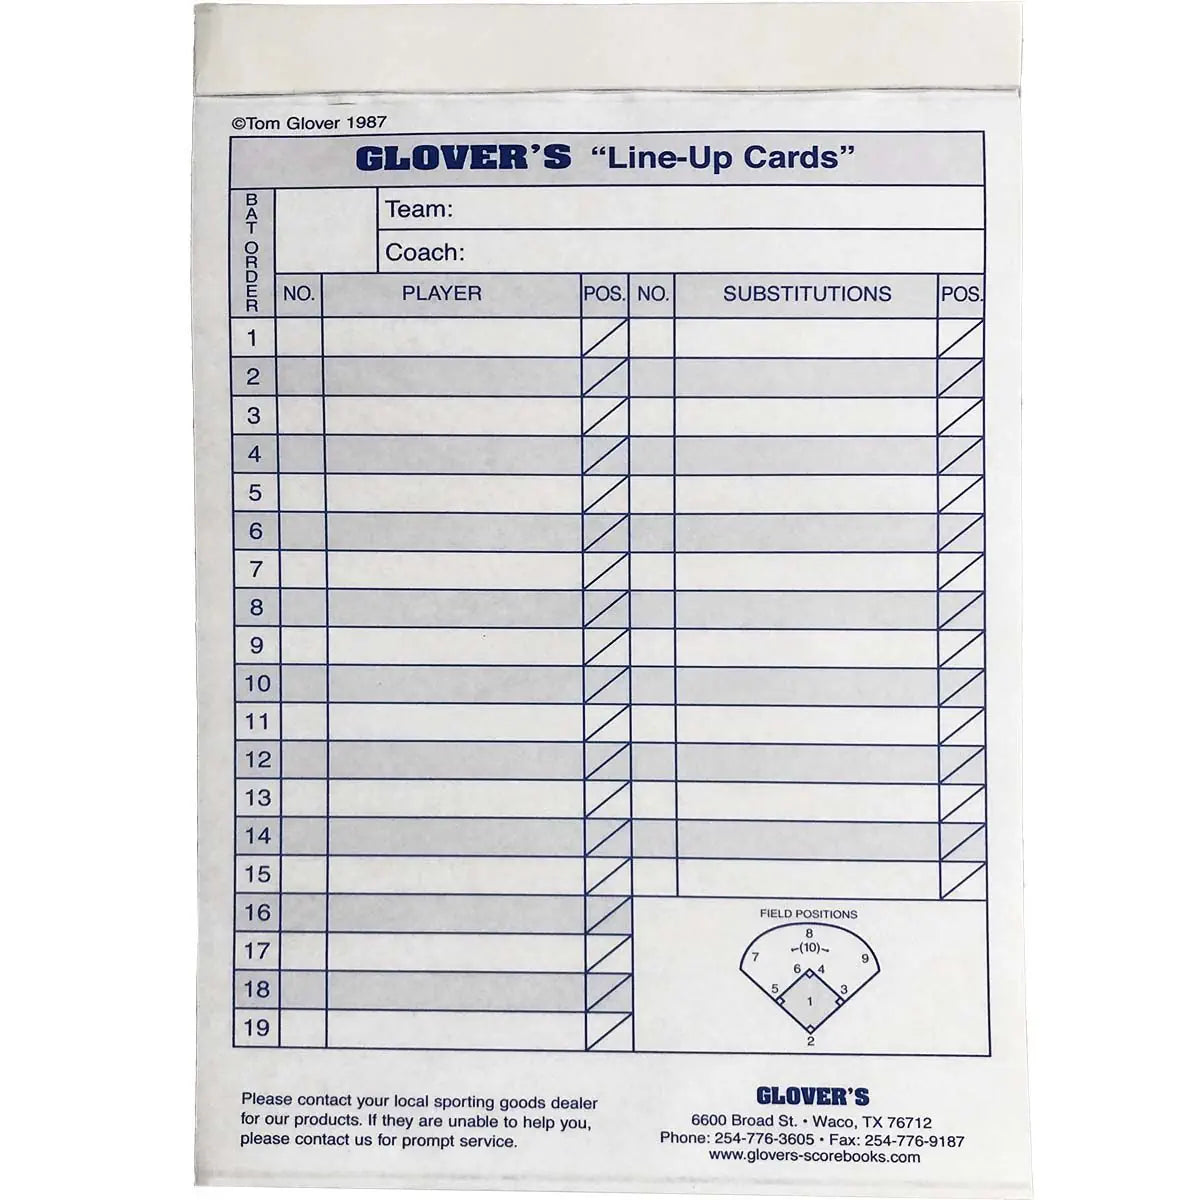 ©Tom Glover 1987
GLOVER'S “Line-Up Cards”
BAT ORDER
Team:
Coach:
NO. PLAYER POS. NO. SUBSTITUTIONS POS.
1
2
3
4
5
6
7
8
9
10
11
12
13
14
15
16
17
18
19
FIELD POSITIONS
8
(10)
7 9
6 4
5 3
1
2
Please contact your local sporting goods dealer
for our products. If they are unable to help you,
please contact us for prompt service.
GLOVER'S
6600 Broad St. • Waco, TX 76712
Phone: 254-776-3605 • Fax: 254-776-9187
www.glovers-scorebooks.com